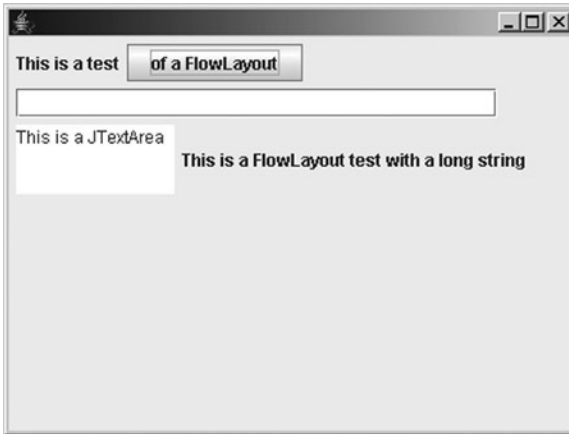 This is a test of a FlowLayout
This is a JTextArea
This is a FlowLayout test with a long string